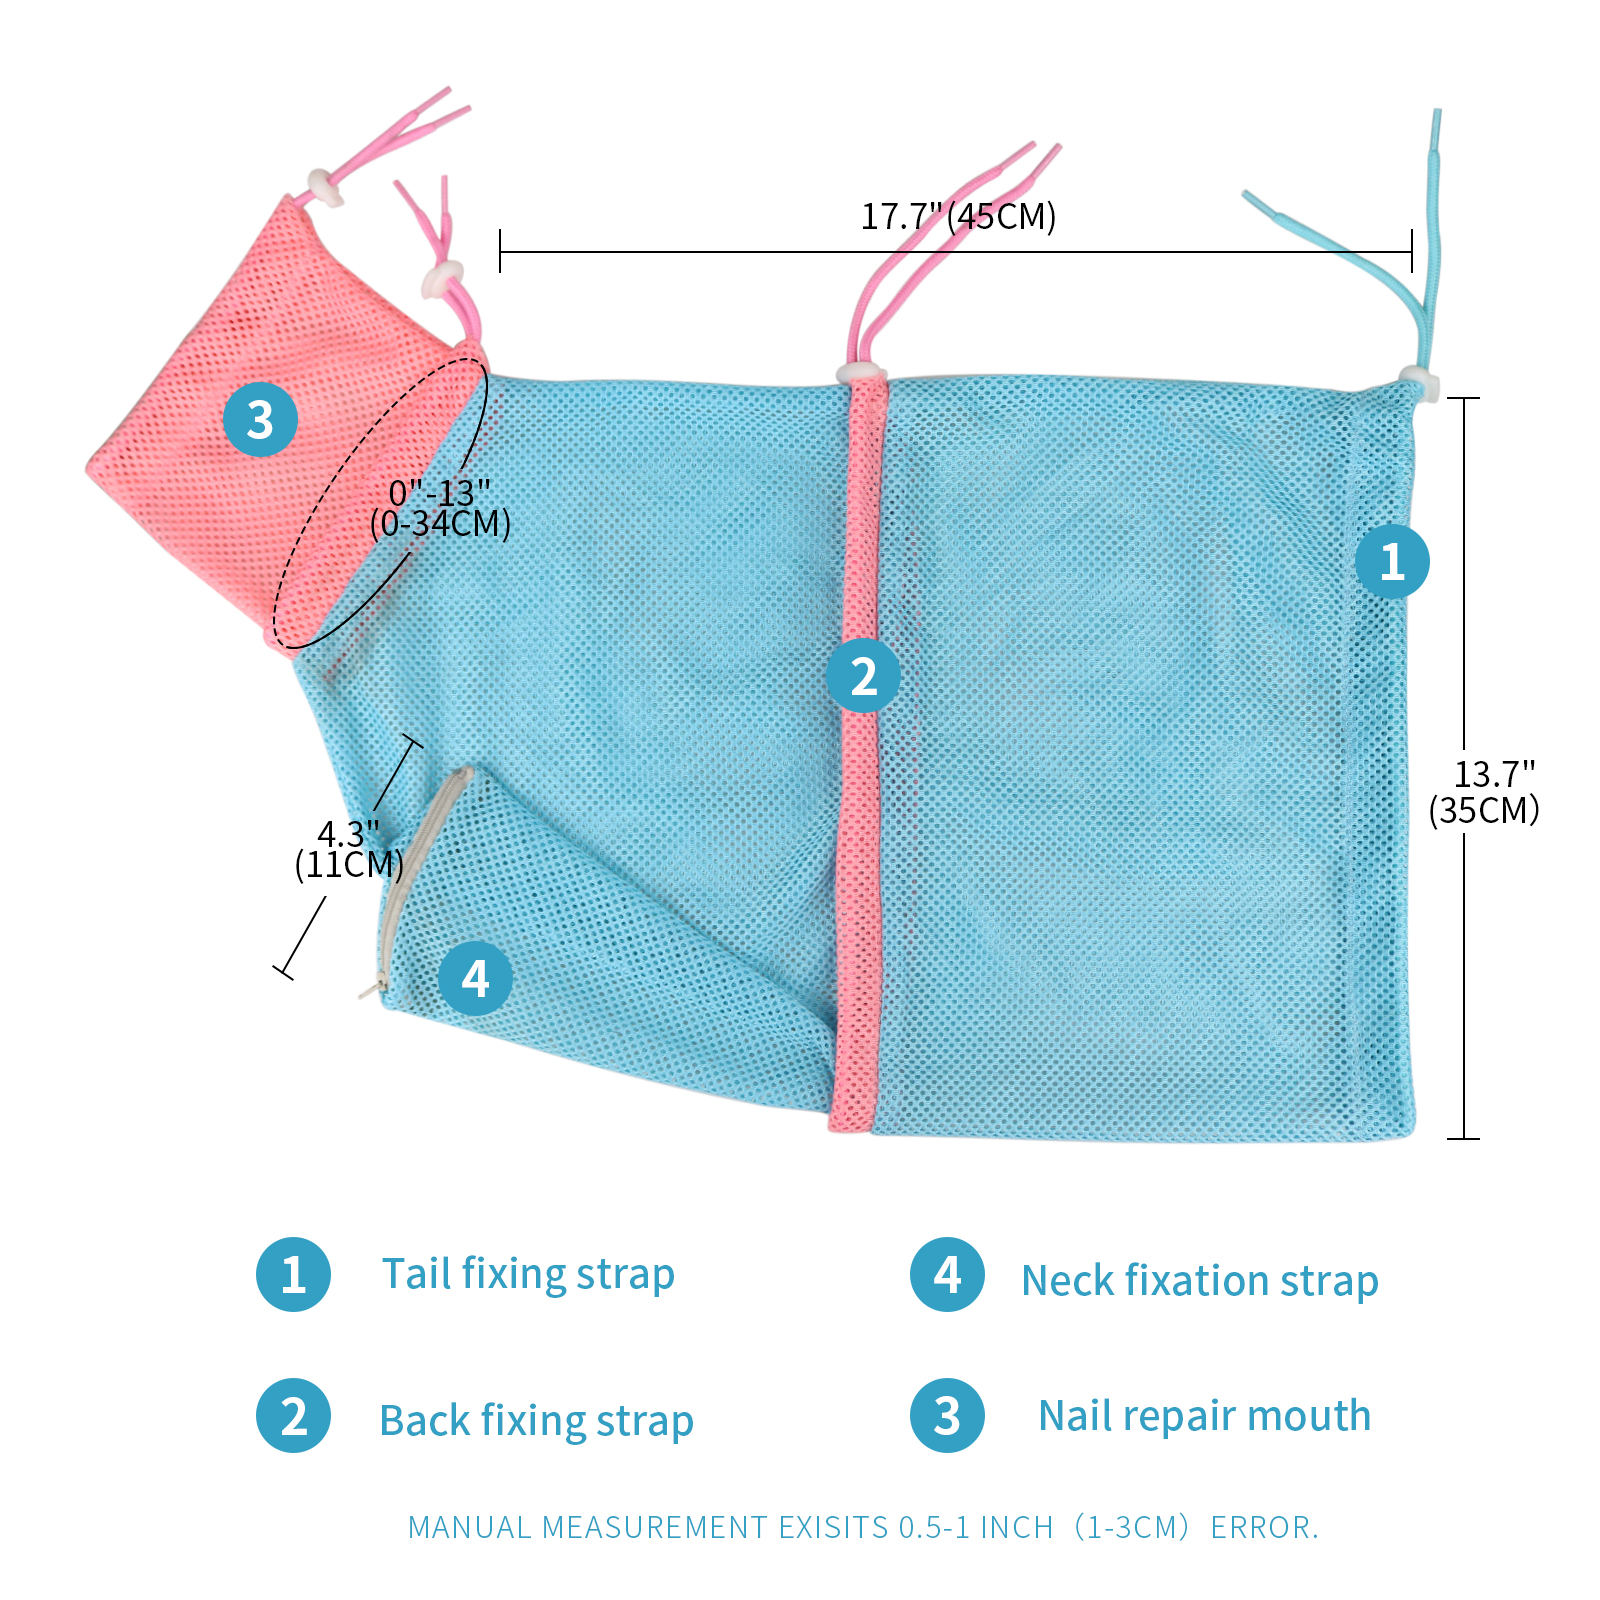 17.7"(45CM)
3
0"-13"
(0-34CM)
1
2
13.7"
(35CM)
4.3"
(11CM)
4
1 Tail fixing strap
4 Neck fixation strap
2 Back fixing strap
3 Nail repair mouth
MANUAL MEASUREMENT EXISITS 0.5-1 INCH（1-3CM）ERROR.